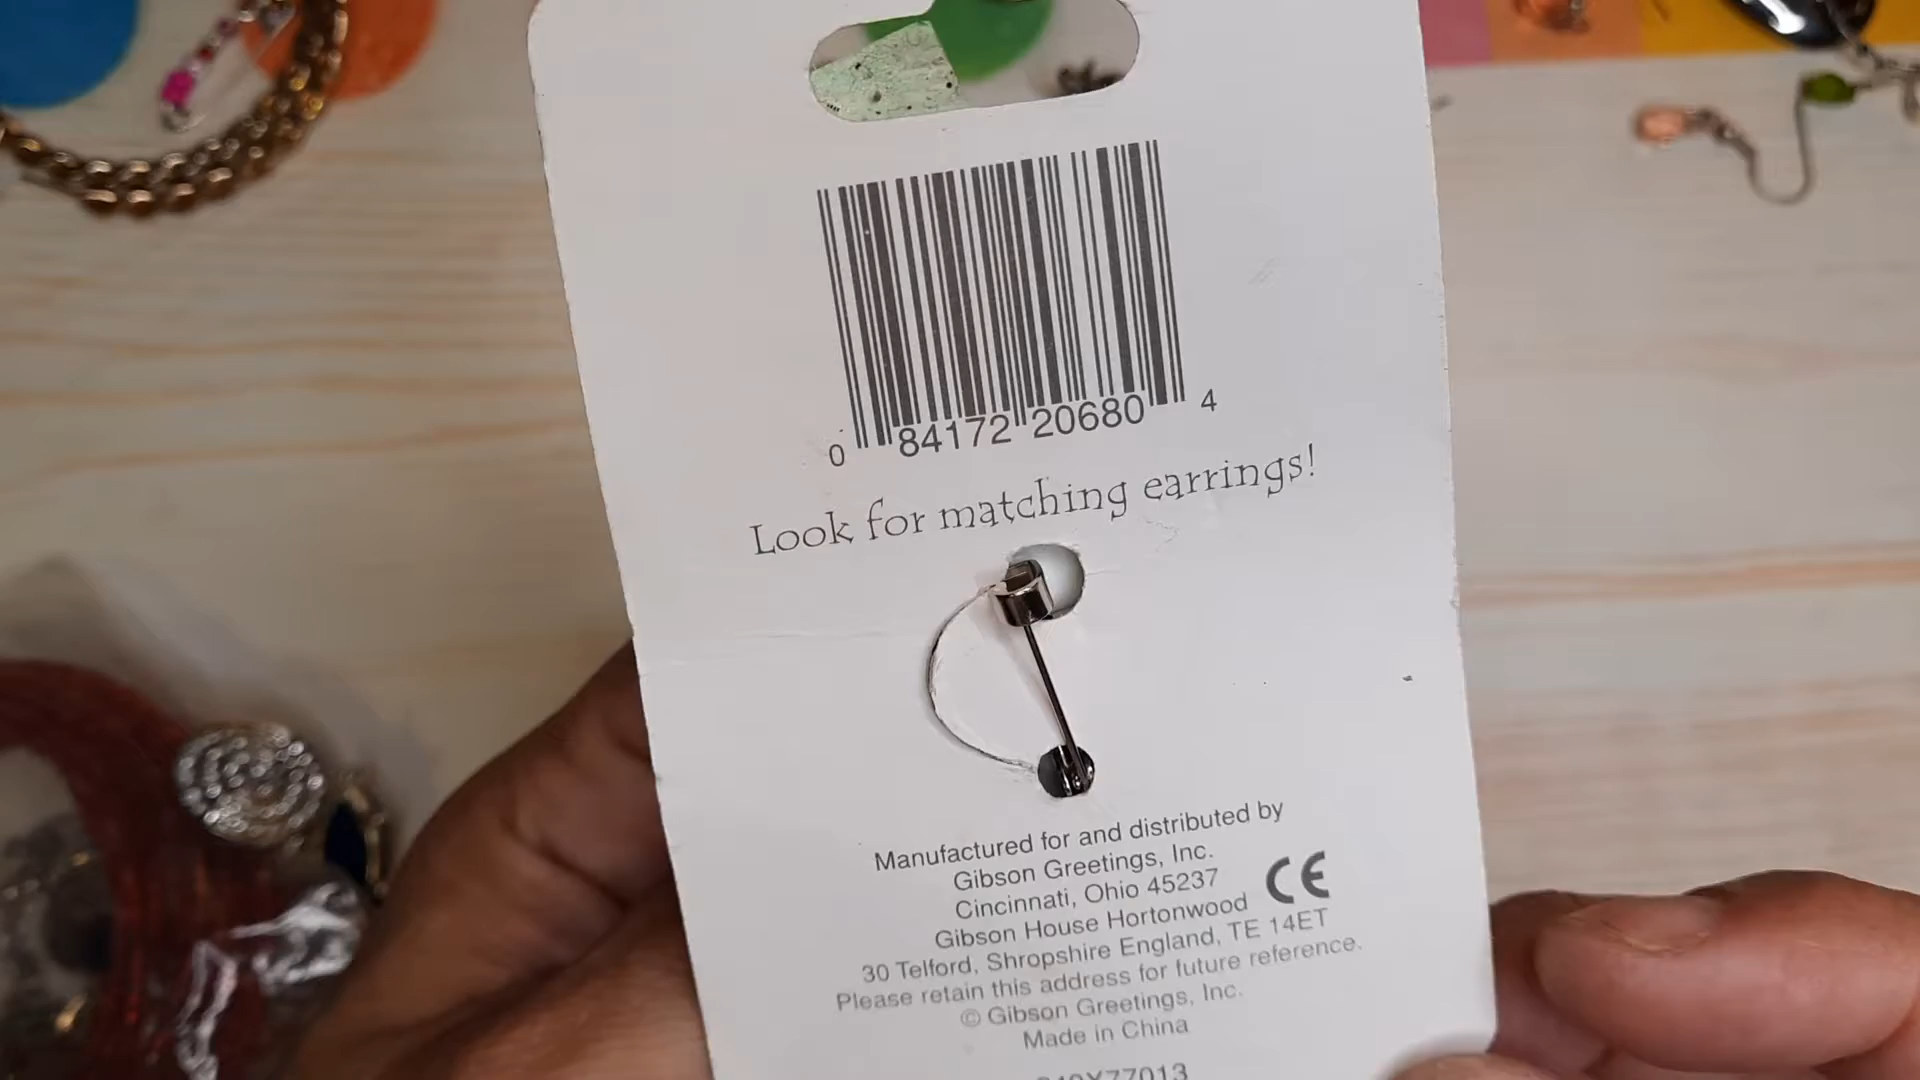 0 84172 20680 4
Look for matching earrings!
Manufactured for and distributed by
Gibson Greetings, Inc.
Cincinnati, Ohio 45237
Gibson House Hortonwood
CE
30 Telford, Shropshire England, TE 14ET
Please retain this address for future reference.
© Gibson Greetings, Inc.
Made in China